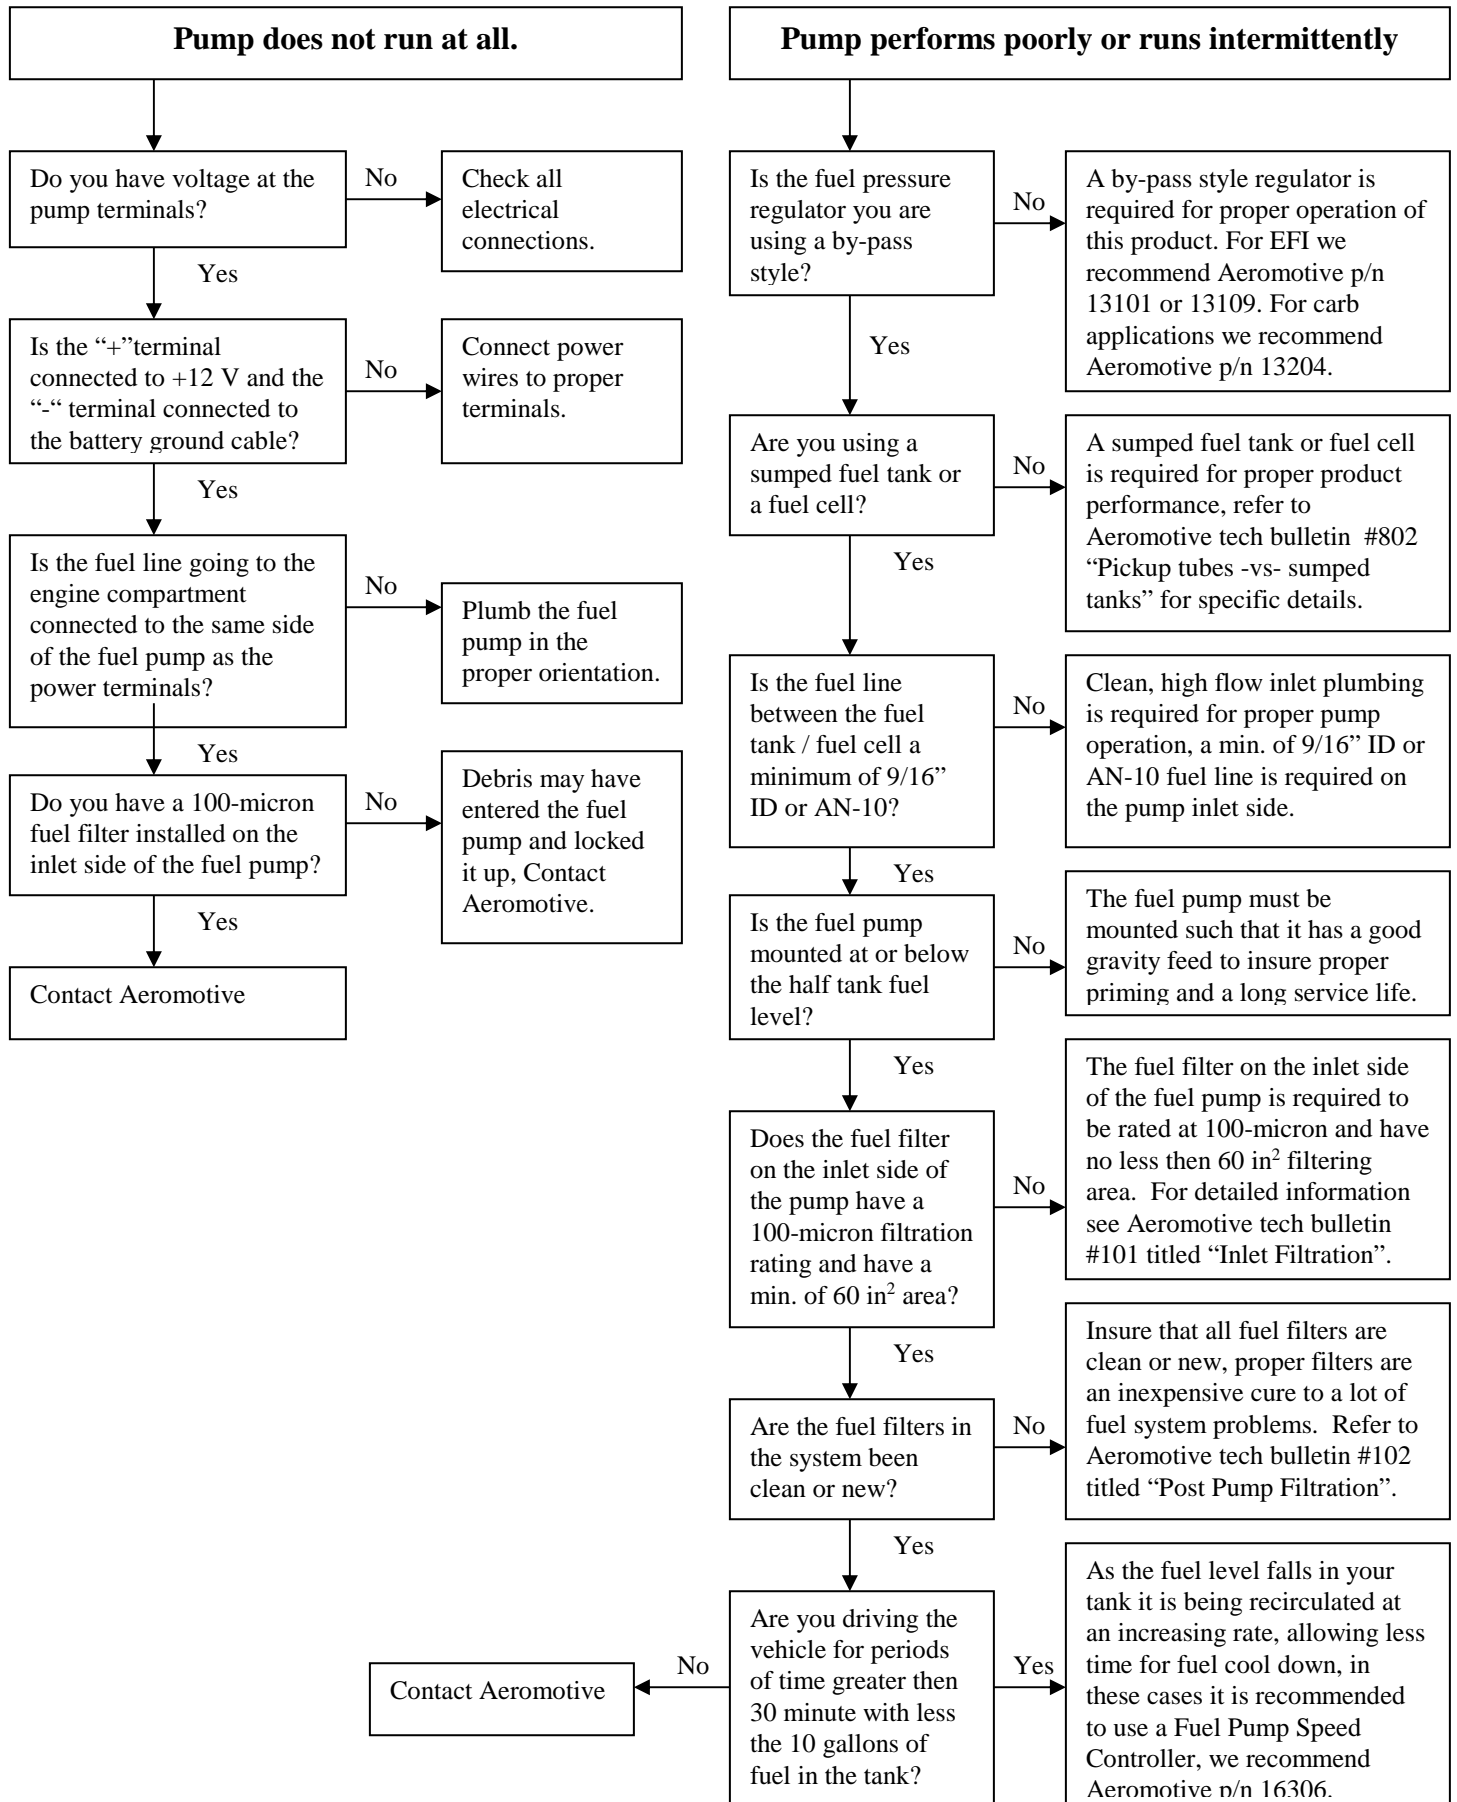 Pump does not run at all.
Do you have voltage at the
pump terminals?
No
Check all
electrical
connections.
Yes
Is the “+”terminal
connected to +12 V and the
“-“ terminal connected to
the battery ground cable?
No
Connect power
wires to proper
terminals.
Yes
Is the fuel line going to the
engine compartment
connected to the same side
of the fuel pump as the
power terminals?
No
Plumb the fuel
pump in the
proper orientation.
Yes
Do you have a 100-micron
fuel filter installed on the
inlet side of the fuel pump?
No
Debris may have
entered the fuel
pump and locked
it up, Contact
Aeromotive.
Yes
Contact Aeromotive
Pump performs poorly or runs intermittently
Is the fuel pressure
regulator you are
using a by-pass
style?
No
A by-pass style regulator is
required for proper operation of
this product. For EFI we
recommend Aeromotive p/n
13101 or 13109. For carb
applications we recommend
Aeromotive p/n 13204.
Yes
Are you using a
sumped fuel tank or
a fuel cell?
No
A sumped fuel tank or fuel cell
is required for proper product
performance, refer to
Aeromotive tech bulletin  #802
“Pickup tubes -vs- sumped
tanks” for specific details.
Yes
Is the fuel line
between the fuel
tank / fuel cell a
minimum of 9/16”
ID or AN-10?
No
Clean, high flow inlet plumbing
is required for proper pump
operation, a min. of 9/16” ID or
AN-10 fuel line is required on
the pump inlet side.
Yes
Is the fuel pump
mounted at or below
the half tank fuel
level?
No
The fuel pump must be
mounted such that it has a good
gravity feed to insure proper
priming and a long service life.
Yes
Does the fuel filter
on the inlet side of
the pump have a
100-micron filtration
rating and have a
min. of 60 in² area?
No
The fuel filter on the inlet side
of the fuel pump is required to
be rated at 100-micron and have
no less then 60 in² filtering
area.  For detailed information
see Aeromotive tech bulletin
#101 titled “Inlet Filtration”.
Yes
Are the fuel filters in
the system been
clean or new?
No
Insure that all fuel filters are
clean or new, proper filters are
an inexpensive cure to a lot of
fuel system problems.  Refer to
Aeromotive tech bulletin #102
titled “Post Pump Filtration”.
Yes
Are you driving the
vehicle for periods
of time greater then
30 minute with less
the 10 gallons of
fuel in the tank?
No
Contact Aeromotive
Yes
As the fuel level falls in your
tank it is being recirculated at
an increasing rate, allowing less
time for fuel cool down, in
these cases it is recommended
to use a Fuel Pump Speed
Controller, we recommend
Aeromotive p/n 16306.